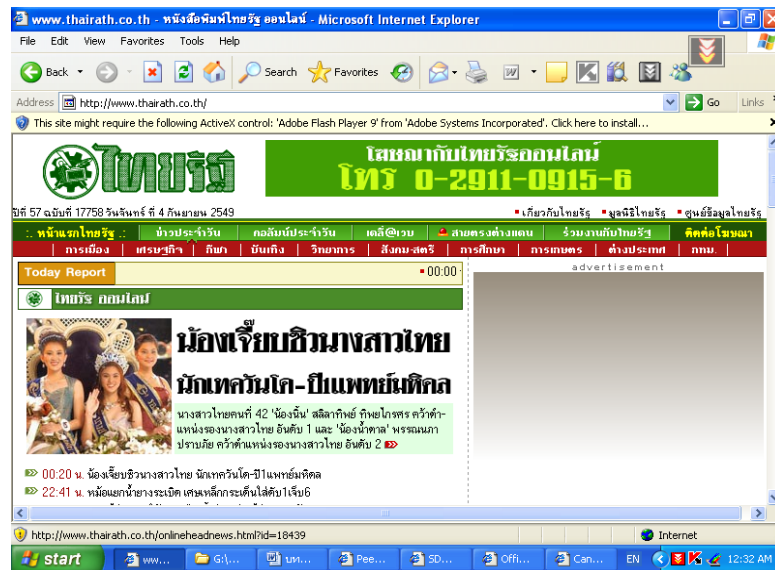 www.thairath.co.th - หนังสือพิมพ์ไทยรัฐ ออนไลน์ - Microsoft Internet Explorer
File Edit View Favorites Tools Help
Back Search Favorites
Address http://www.thairath.co.th/ Go Links
This site might require the following ActiveX control: 'Adobe Flash Player 9' from 'Adobe Systems Incorporated'. Click here to install...
ไทยรัฐ
โฆษณากับไทยรัฐออนไลน์
โทร 0-2911-0915-6
ปีที่ 57 ฉบับที่ 17758 วันจันทร์ ที่ 4 กันยายน 2549
เกี่ยวกับไทยรัฐ มูลนิธิไทยรัฐ ศูนย์ข้อมูลไทยรัฐ
.: หน้าแรกไทยรัฐ :. ข่าวประจำวัน คอลัมน์ประจำวัน เดลี@เวบ สายตรงต่างแดน ร่วมงานกับไทยรัฐ ติดต่อโฆษณา
| การเมือง | เศรษฐกิจ | กีฬา | บันเทิง | วิทยาการ | สังคม-สตรี | การศึกษา | การเกษตร | ต่างประเทศ | กทม. |
Today Report 00:00
advertisement
ไทยรัฐ ออนไลน์
น้องเจี๊ยบซิวนางสาวไทย
นักเทควันโด-ปี1แพทย์มหิดล
นางสาวไทยคนที่ 42 'น้องนิ้น' สลิลาทิพย์ ทิพยไกรศร คว้าตำ-
แหน่งรองนางสาวไทย อันดับ 1 และ 'น้องน้ำตาล' พรรณนภา
ปราบภัย คว้าตำแหน่งรองนางสาวไทย อันดับ 2
00:20 น. น้องเจี๊ยบซิวนางสาวไทย นักเทควันโด-ปี1แพทย์มหิดล
22:41 น. หม้อแยกน้ำยางระเบิด เศษเหล็กกระเด็นใส่ดับ1เจ็บ6
http://www.thairath.co.th/onlineheadnews.html?id=18439 Internet
start ww... G:\... บท... Pee... SD... Offi... Can... EN 12:32 AM